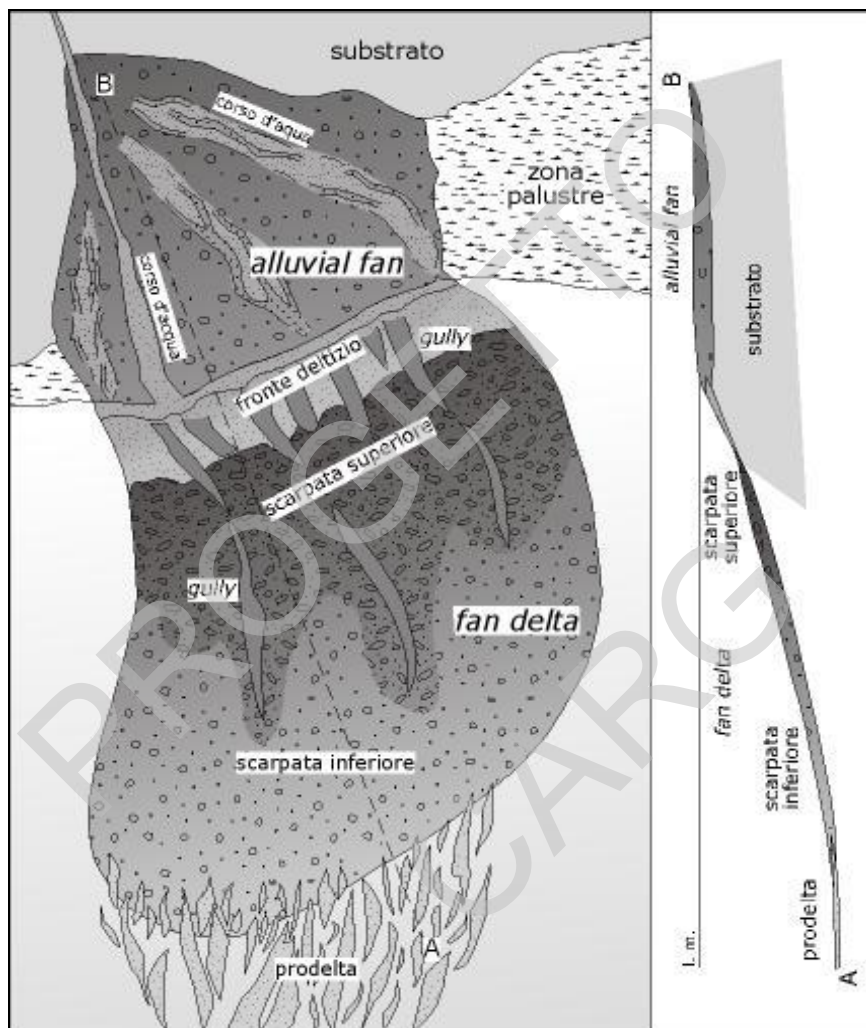 substrato
B
corso d'aqua
zona
palustre
alluvial fan
corso d'acqua
gully
fronte deltizio
scarpata superiore
gully
fan delta
scarpata inferiore
A
prodelta
B
alluvial fan
substrato
scarpata
superiore
fan delta
scarpata
inferiore
prodelta
l. m.
A
PROGETTO
CARG